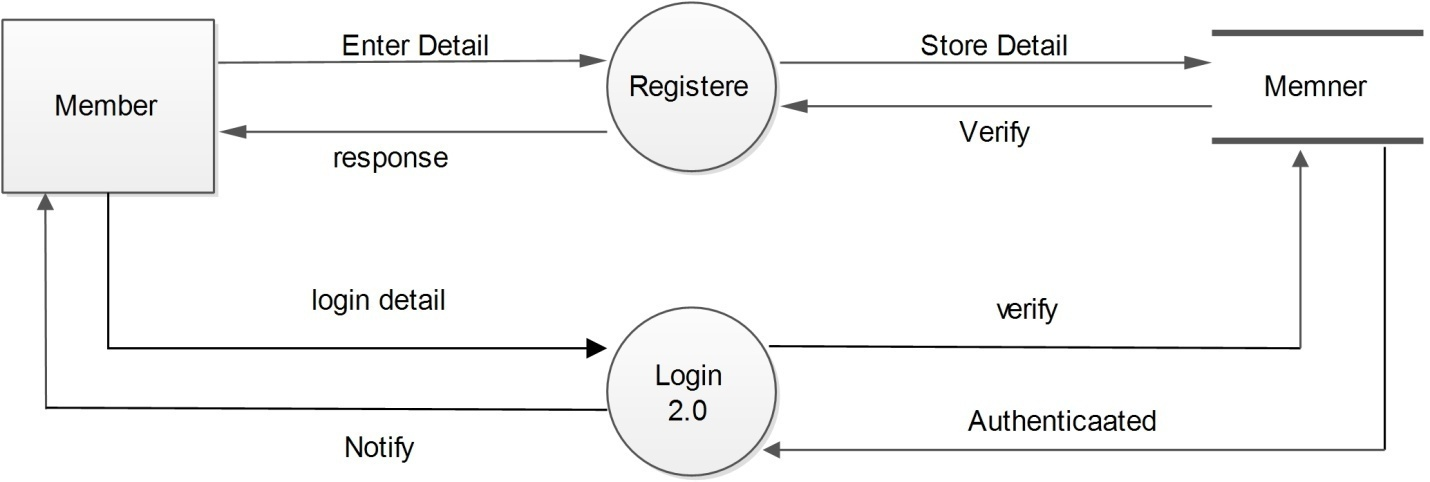 Enter Detail
Store Detail
Member
Registere
Memner
response
Verify
login detail
verify
Login
2.0
Authenticaated
Notify